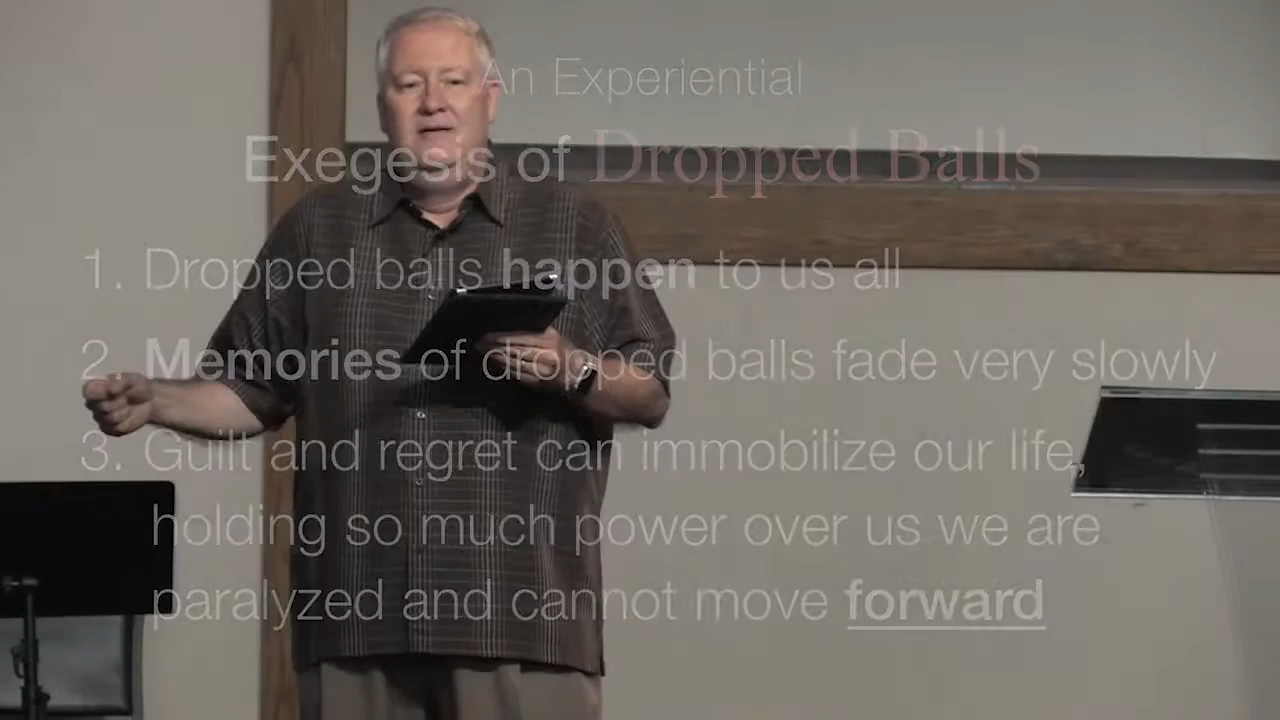 An Experiential
Exegesis of Dropped Balls
1. Dropped balls happen to us all
2. Memories of dropped balls fade very slowly
3. Guilt and regret can immobilize our life,
holding so much power over us we are
paralyzed and cannot move forward